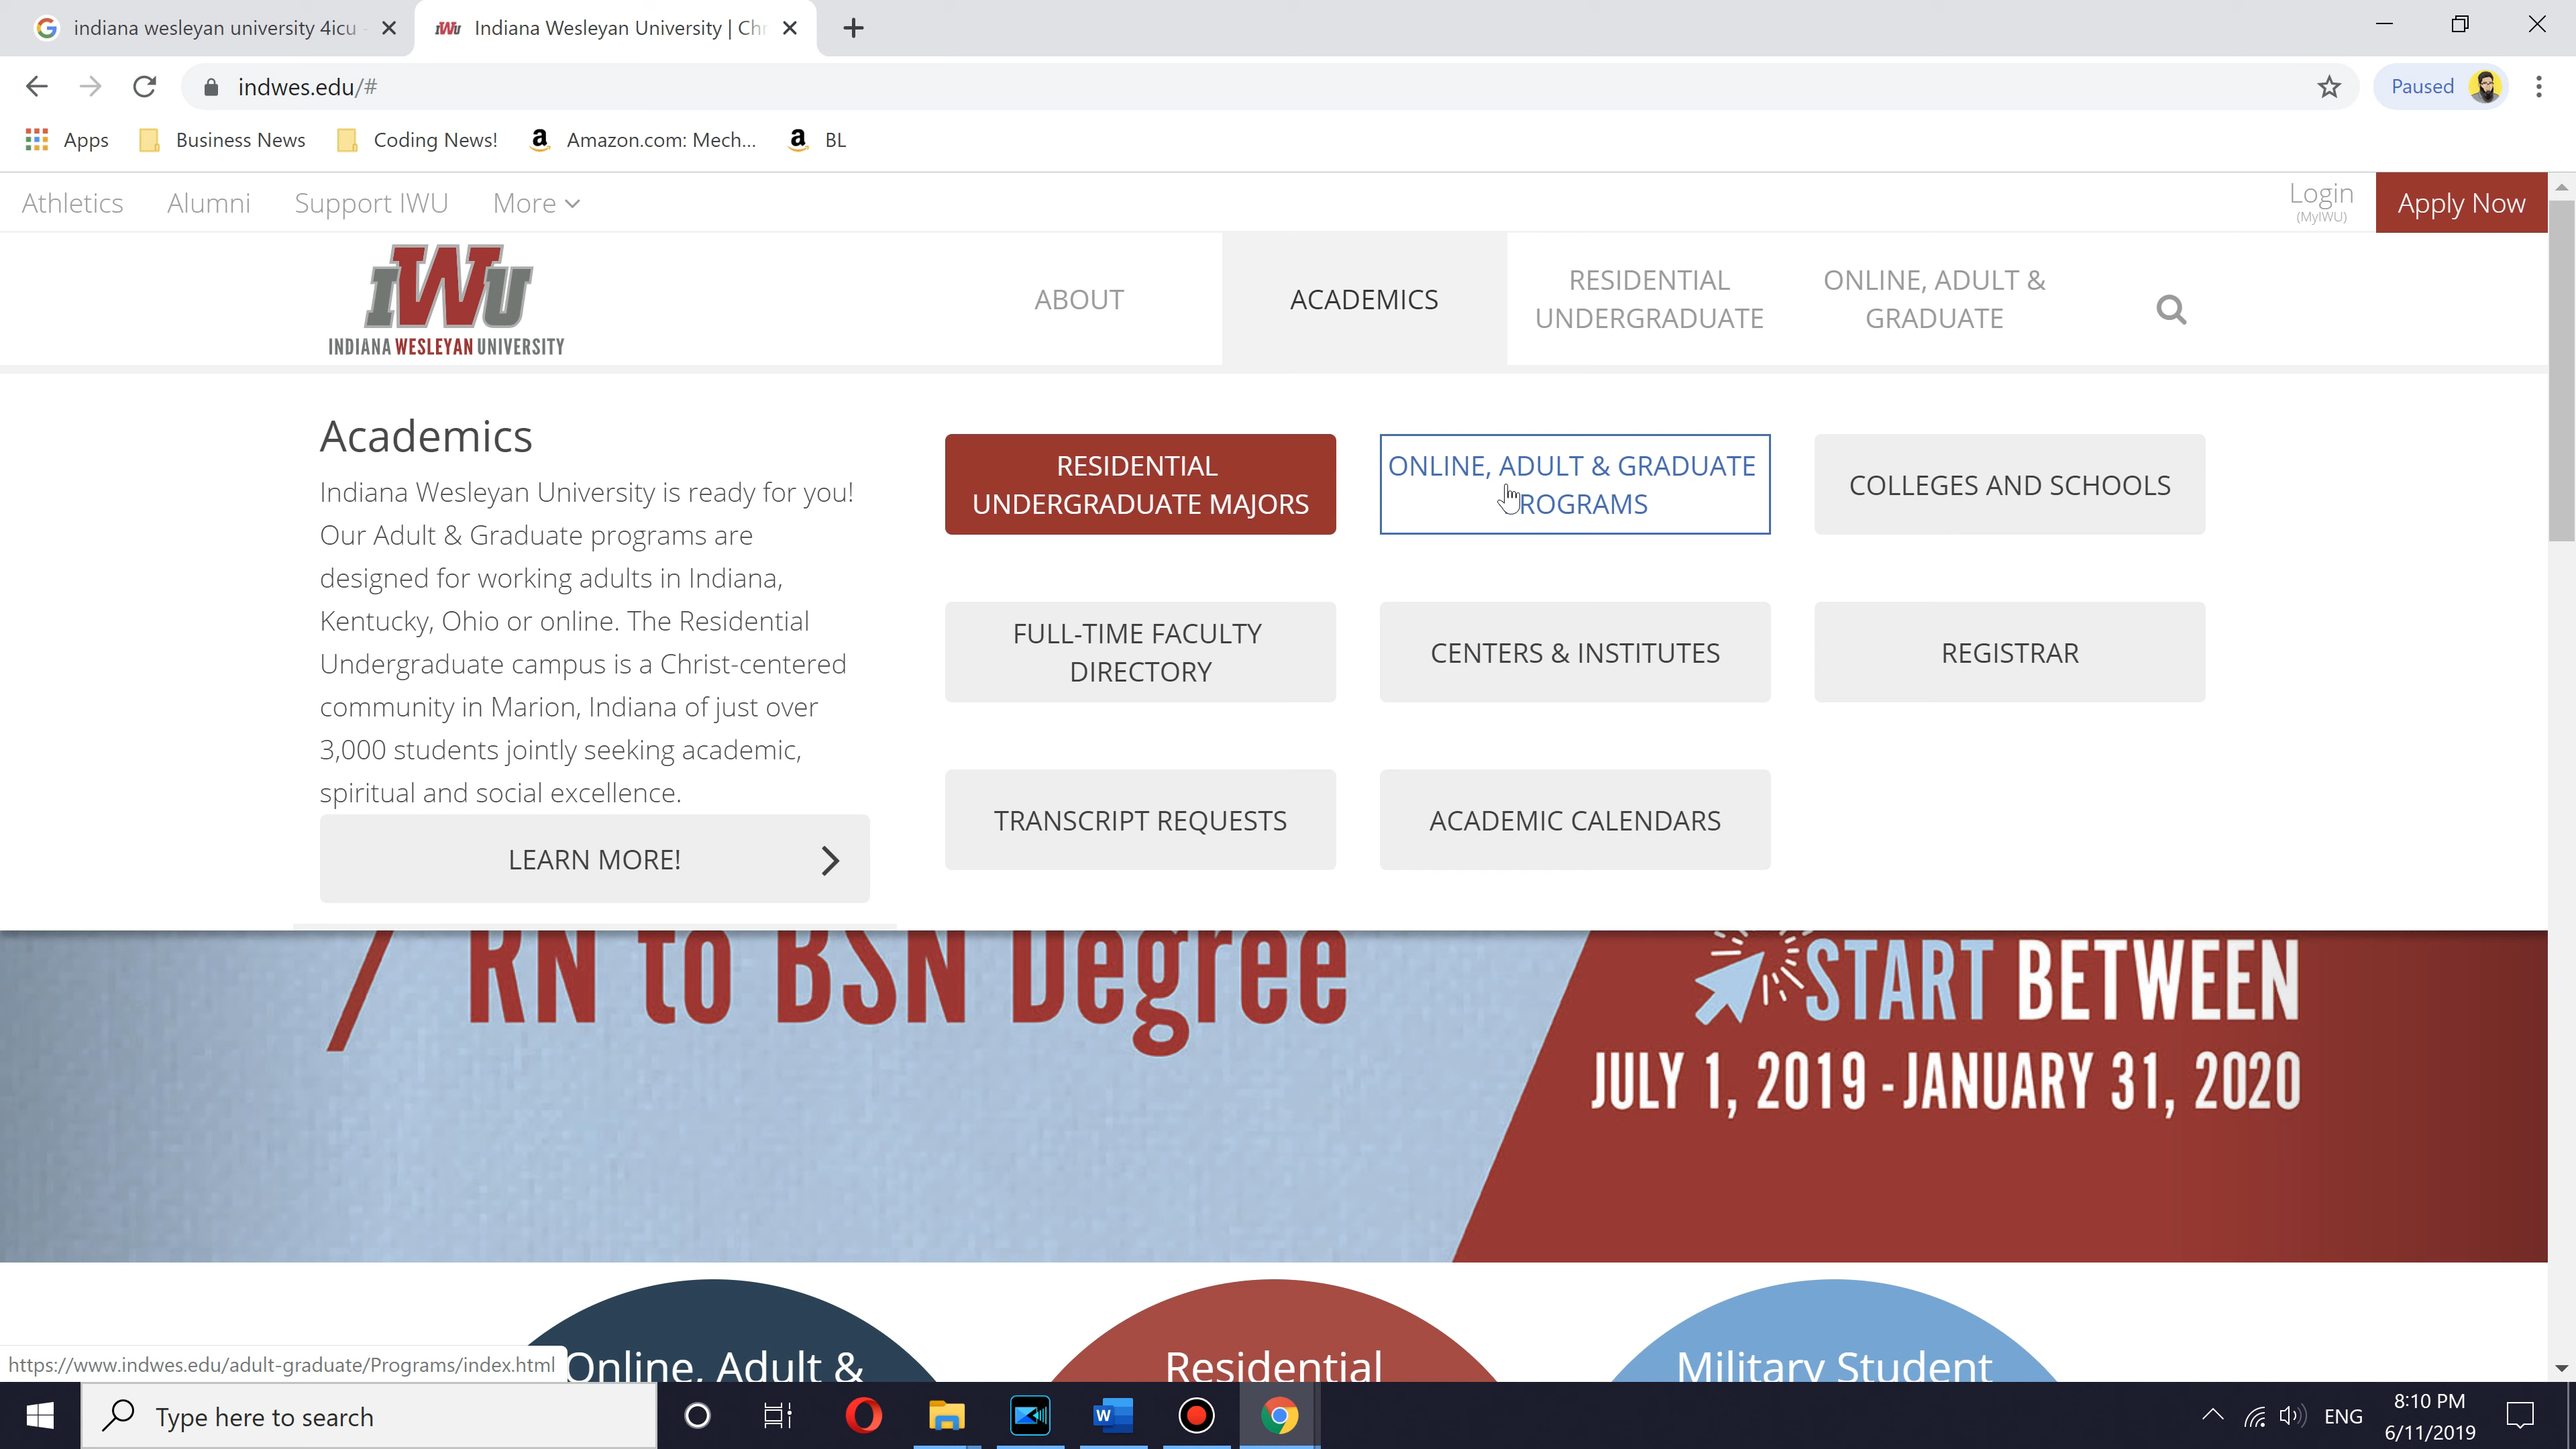 indiana wesleyan university 4icu
Indiana Wesleyan University | Chr
indwes.edu/#
Paused
Apps
Business News
Coding News!
Amazon.com: Mech...
BL
Athletics
Alumni
Support IWU
More
Login
(MyIWU)
Apply Now
IWU
INDIANA WESLEYAN UNIVERSITY
ABOUT
ACADEMICS
RESIDENTIAL
UNDERGRADUATE
ONLINE, ADULT &
GRADUATE
Academics
Indiana Wesleyan University is ready for you!
Our Adult & Graduate programs are
designed for working adults in Indiana,
Kentucky, Ohio or online. The Residential
Undergraduate campus is a Christ-centered
community in Marion, Indiana of just over
3,000 students jointly seeking academic,
spiritual and social excellence.
LEARN MORE!
RESIDENTIAL
UNDERGRADUATE MAJORS
ONLINE, ADULT & GRADUATE
PROGRAMS
COLLEGES AND SCHOOLS
FULL-TIME FACULTY
DIRECTORY
CENTERS & INSTITUTES
REGISTRAR
TRANSCRIPT REQUESTS
ACADEMIC CALENDARS
/ RN to BSN Degree
START BETWEEN
JULY 1, 2019 - JANUARY 31, 2020
Online, Adult &
Residential
Military Student
https://www.indwes.edu/adult-graduate/Programs/index.html
Type here to search
ENG
8:10 PM
6/11/2019